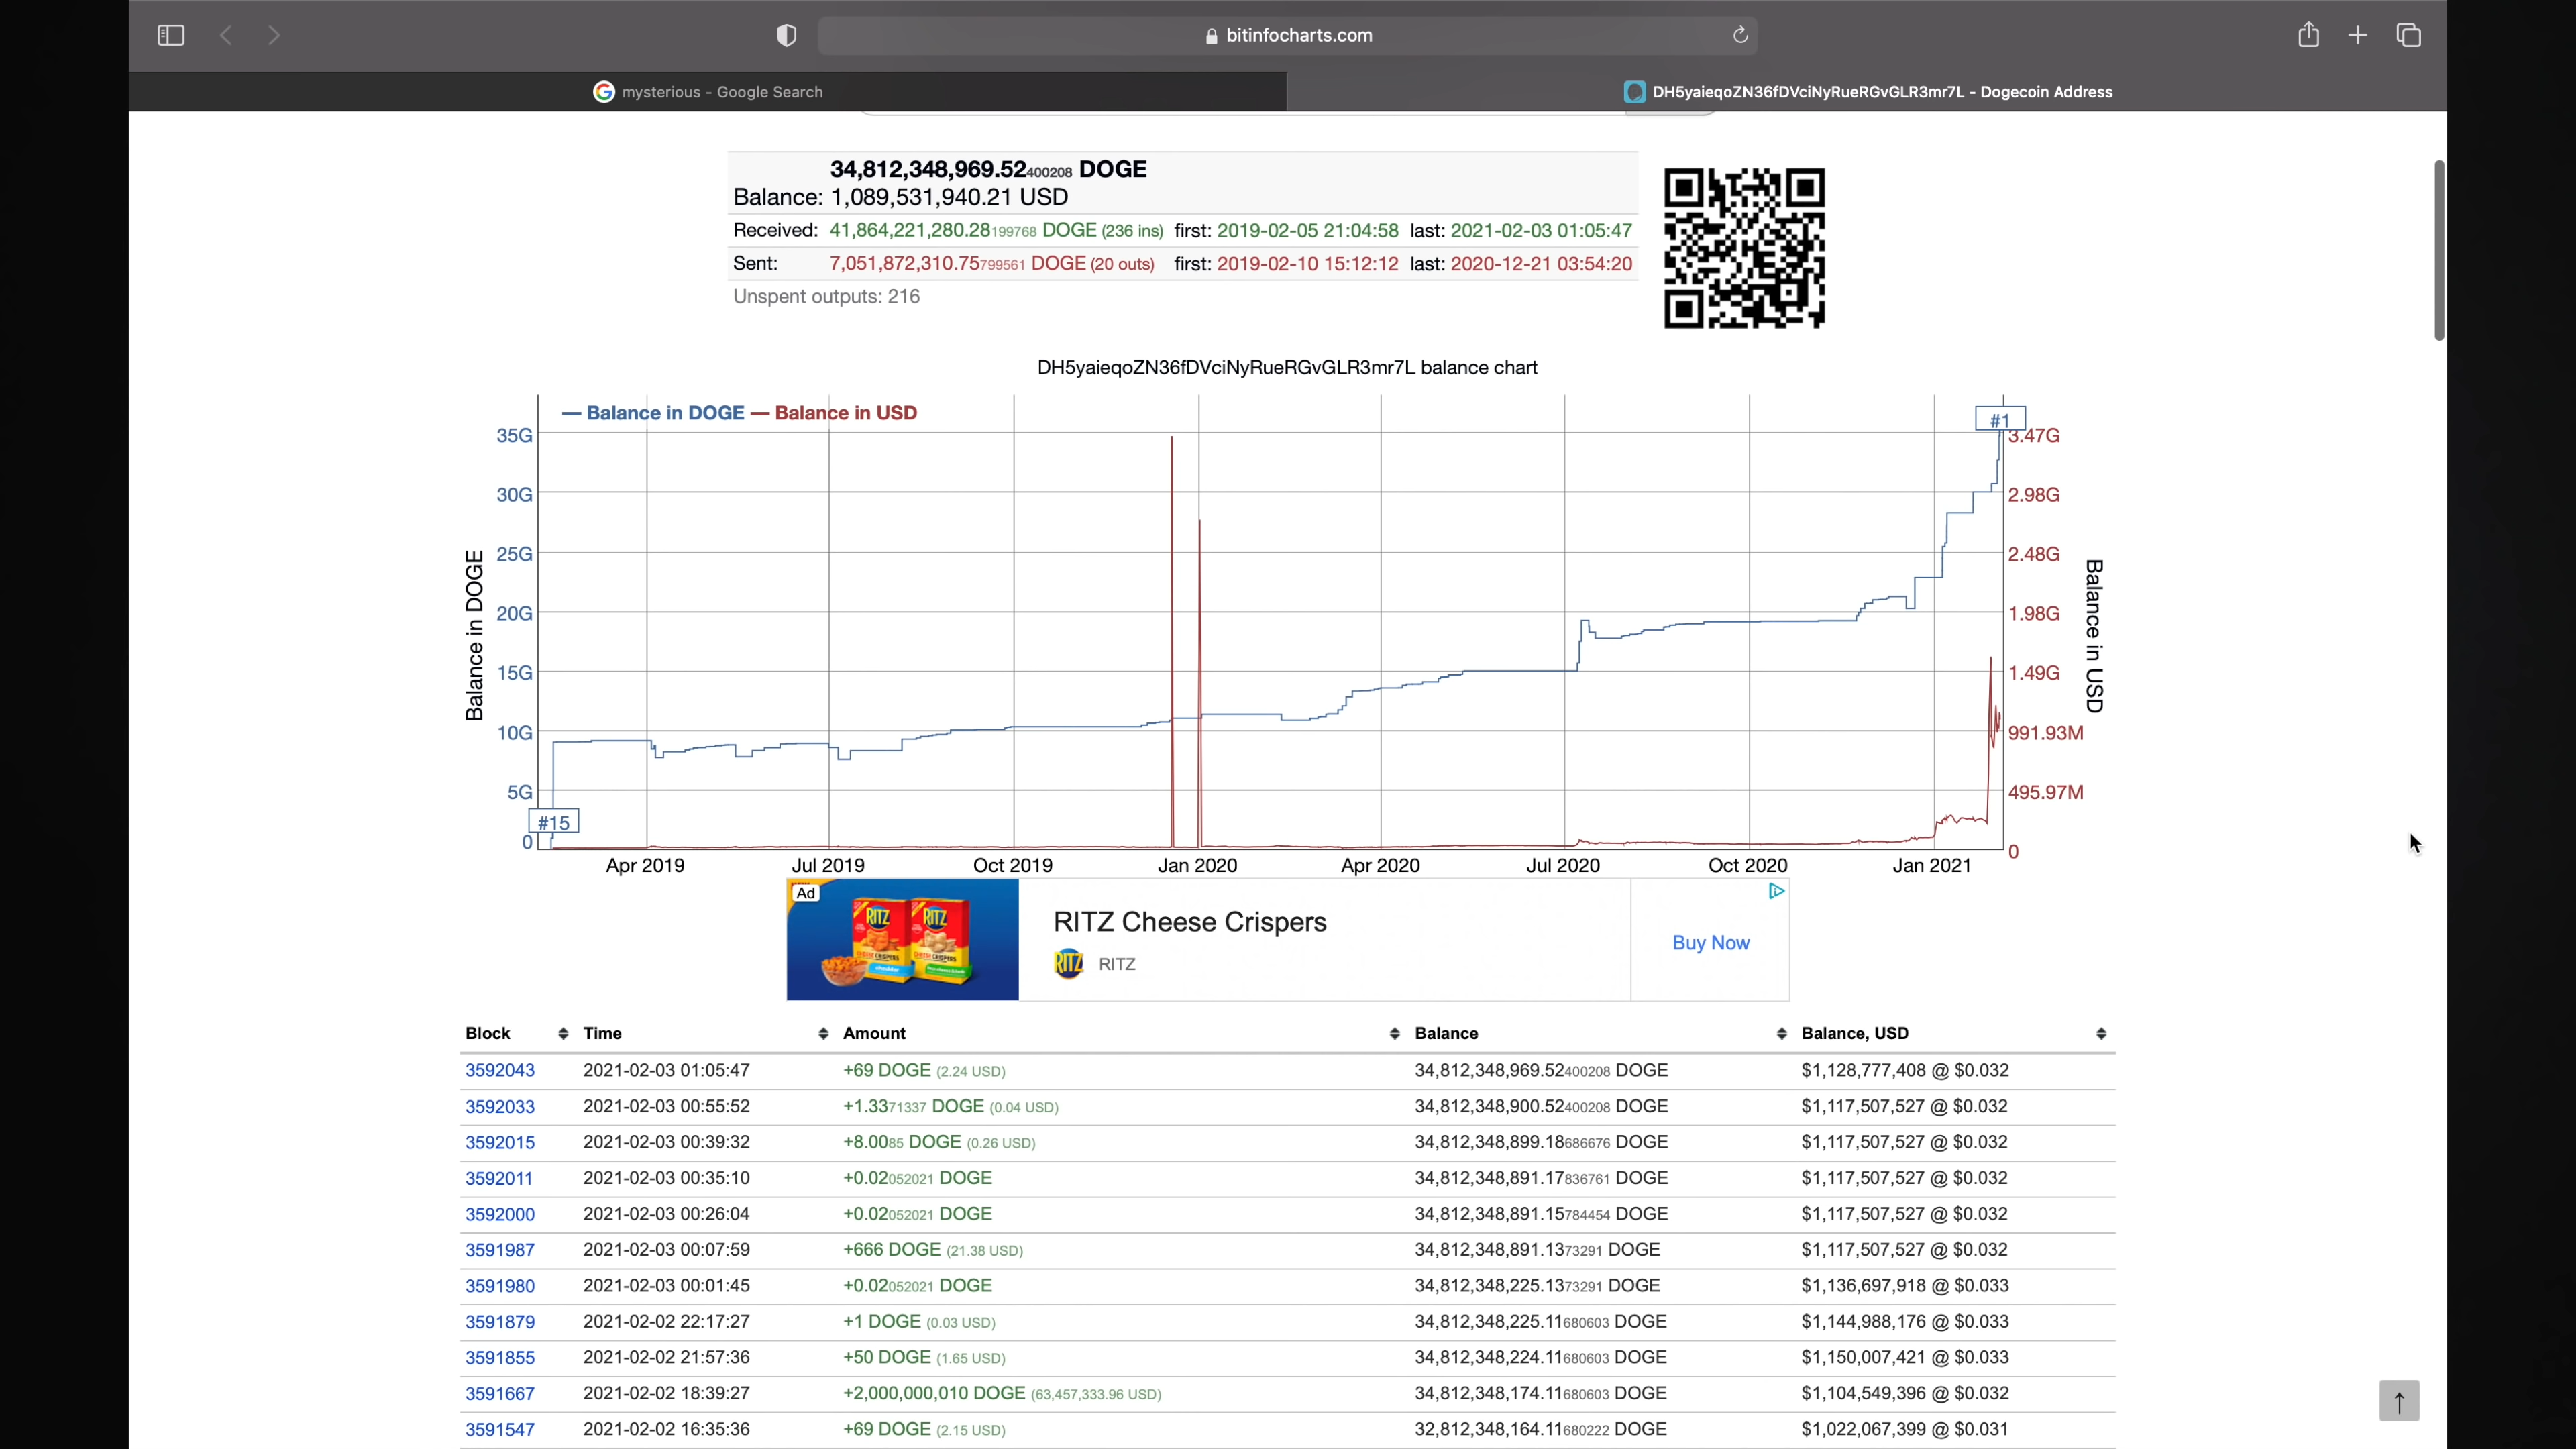 bitinfocharts.com
mysterious - Google Search
DH5yaieqoZN36fDVciNyRueRGvGLR3mr7L - Dogecoin Address
34,812,348,969.52400208 DOGE
Balance: 1,089,531,940.21 USD
Received: 41,864,221,280.28199768 DOGE (236 ins) first: 2019-02-05 21:04:58 last: 2021-02-03 01:05:47
Sent: 7,051,872,310.75799561 DOGE (20 outs) first: 2019-02-10 15:12:12 last: 2020-12-21 03:54:20
Unspent outputs: 216
DH5yaieqoZN36fDVciNyRueRGvGLR3mr7L balance chart
Balance in DOGE Balance in USD
#1
35G 3.47G
30G 2.98G
25G 2.48G
20G 1.98G
15G 1.49G
10G 991.93M
5G 495.97M
#15
0 0
Balance in DOGE
Balance in USD
Apr 2019 Jul 2019 Oct 2019 Jan 2020 Apr 2020 Jul 2020 Oct 2020 Jan 2021
Ad
RITZ RITZ
RITZ Cheese Crispers
RITZ RITZ
Buy Now
Block Time Amount Balance Balance, USD
3592043 2021-02-03 01:05:47 +69 DOGE (2.24 USD) 34,812,348,969.52400208 DOGE $1,128,777,408 @ $0.032
3592033 2021-02-03 00:55:52 +1.3371337 DOGE (0.04 USD) 34,812,348,900.52400208 DOGE $1,117,507,527 @ $0.032
3592015 2021-02-03 00:39:32 +8.0085 DOGE (0.26 USD) 34,812,348,899.18686676 DOGE $1,117,507,527 @ $0.032
3592011 2021-02-03 00:35:10 +0.02052021 DOGE 34,812,348,891.17836761 DOGE $1,117,507,527 @ $0.032
3592000 2021-02-03 00:26:04 +0.02052021 DOGE 34,812,348,891.15784454 DOGE $1,117,507,527 @ $0.032
3591987 2021-02-03 00:07:59 +666 DOGE (21.38 USD) 34,812,348,891.1373291 DOGE $1,117,507,527 @ $0.032
3591980 2021-02-03 00:01:45 +0.02052021 DOGE 34,812,348,225.1373291 DOGE $1,136,697,918 @ $0.033
3591879 2021-02-02 22:17:27 +1 DOGE (0.03 USD) 34,812,348,225.11680603 DOGE $1,144,988,176 @ $0.033
3591855 2021-02-02 21:57:36 +50 DOGE (1.65 USD) 34,812,348,224.11680603 DOGE $1,150,007,421 @ $0.033
3591667 2021-02-02 18:39:27 +2,000,000,010 DOGE (63,457,333.96 USD) 34,812,348,174.11680603 DOGE $1,104,549,396 @ $0.032
3591547 2021-02-02 16:35:36 +69 DOGE (2.15 USD) 32,812,348,164.11680222 DOGE $1,022,067,399 @ $0.031